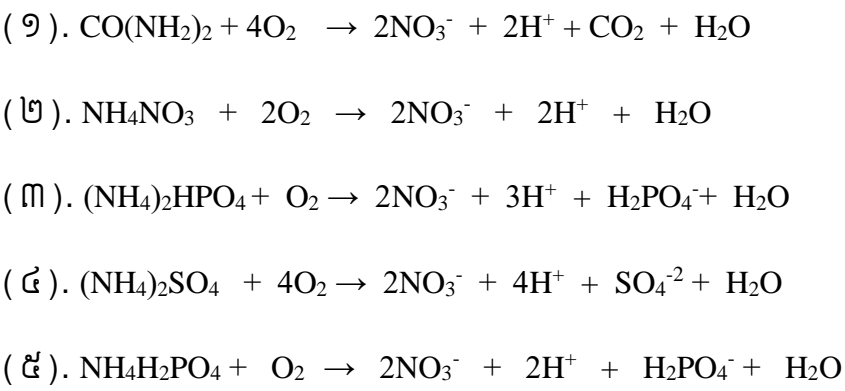 ( ១ ). CO(NH₂)₂ + 4O₂ → 2NO₃⁻ + 2H⁺ + CO₂ + H₂O
( ២ ). NH₄NO₃ + 2O₂ → 2NO₃⁻ + 2H⁺ + H₂O
( ៣ ). (NH₄)₂HPO₄ + O₂ → 2NO₃⁻ + 3H⁺ + H₂PO₄⁻ + H₂O
( ៤ ). (NH₄)₂SO₄ + 4O₂ → 2NO₃⁻ + 4H⁺ + SO₄⁻² + H₂O
( ៥ ). NH₄H₂PO₄ + O₂ → 2NO₃⁻ + 2H⁺ + H₂PO₄⁻ + H₂O